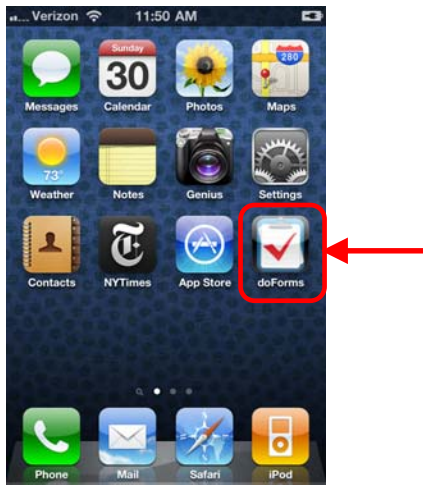 Verizon 11:50 AM
Sunday
30
280
Messages Calendar Photos Maps
73°
Weather Notes Genius Settings
T
Contacts NYTimes App Store doForms
Phone Mail Safari iPod